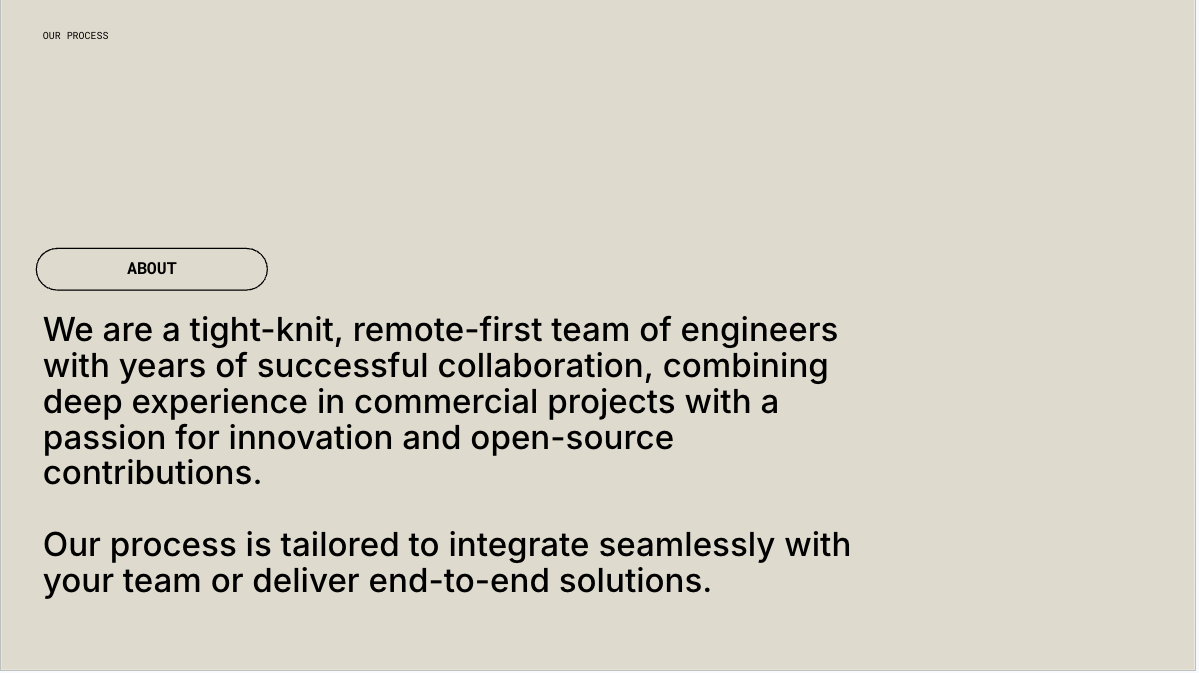 OUR PROCESS
ABOUT
We are a tight-knit, remote-first team of engineers
with years of successful collaboration, combining
deep experience in commercial projects with a
passion for innovation and open-source
contributions.
Our process is tailored to integrate seamlessly with
your team or deliver end-to-end solutions.